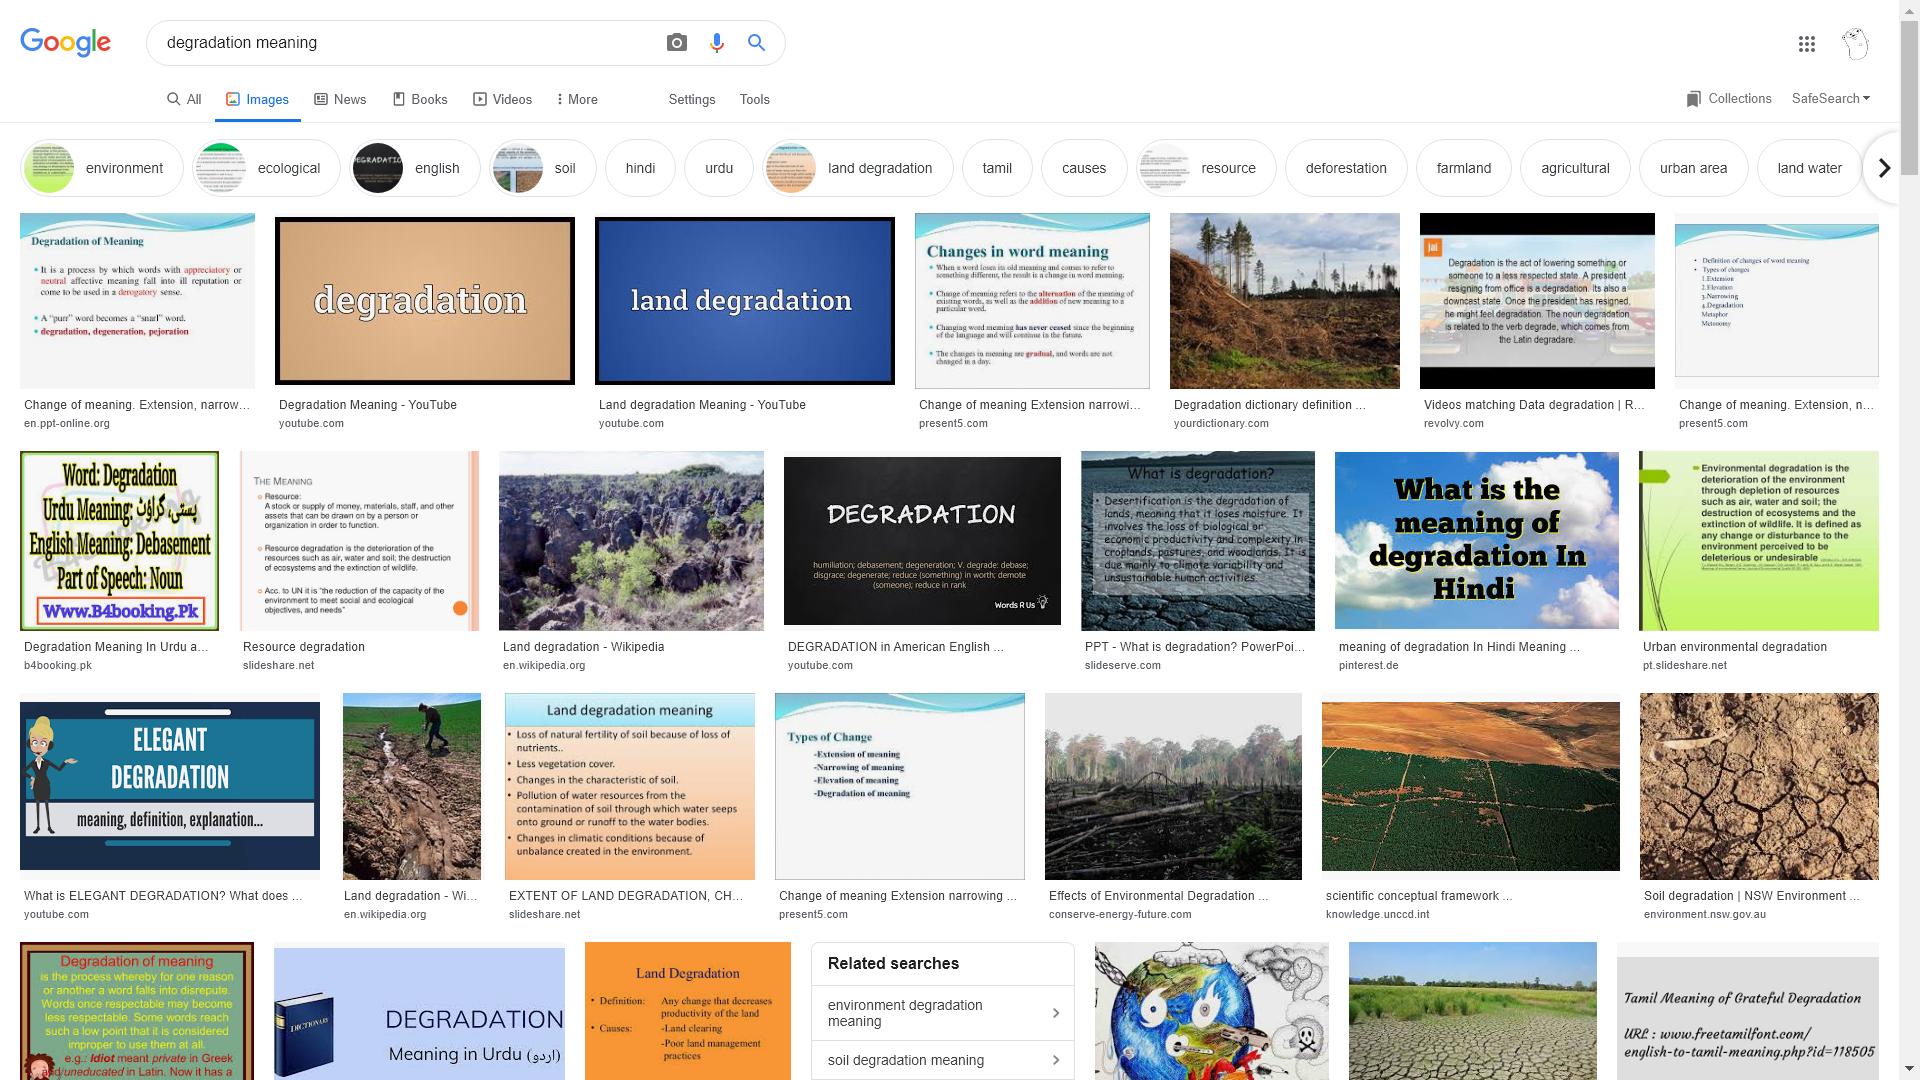 Google
degradation meaning
All
Images
News
Books
Videos
More
Settings
Tools
Collections
SafeSearch
environment
ecological
english
soil
hindi
urdu
land degradation
tamil
causes
resource
deforestation
farmland
agricultural
urban area
land water
Degradation of Meaning
It is a process by which words with appreciatory or
neutral affective meaning fall into ill reputation or
come to be used in a derogatory sense.
A "purr" word becomes a "snarl" word.
degradation, degeneration, pejoration
Change of meaning. Extension, narrow...
en.ppt-online.org
degradation
Degradation Meaning - YouTube
youtube.com
land degradation
Land degradation Meaning - YouTube
youtube.com
Changes in word meaning
When a word loses its old meaning and comes to refer to
something different, the result is a change in word meaning.
Change of meaning refers to the alternation of the meaning of
existing words, as well as the addition of new meaning to a
particular word.
Changing word meaning has never ceased since the beginning
of the language and will continue in the future.
The changes in meaning are gradual, and words are not
changed in a day.
Change of meaning Extension narrowi...
present5.com
Degradation dictionary definition ...
yourdictionary.com
Degradation is the act of lowering something or
someone to a less respected state. A president
resigning from office is a degradation. Its also a
downcast state. Once the president has resigned,
he might feel degradation. The noun degradation
is related to the verb degrade, which comes from
the Latin degradare.
Videos matching Data degradation | R...
revolvy.com
Definition of changes of word meaning
Types of changes
1.Extension
2.Elevation
3.Narrowing
4.Degradation
Metaphor
Metonomy
Change of meaning. Extension, n...
present5.com
Word: Degradation
Urdu Meaning: پستی، گراؤٹ
English Meaning: Debasement
Part of Speech: Noun
Www.B4booking.Pk
Degradation Meaning In Urdu a...
b4booking.pk
THE MEANING
Resource:
A stock or supply of money, materials, staff, and other
assets that can be drawn on by a person or
organization in order to function.
Resource degradation is the deterioration of the
resources such as air, water and soil; the destruction
of ecosystems and the extinction of wildlife.
Acc. to UN it is "the reduction of the capacity of the
environment to meet social and ecological
objectives, and needs"
Resource degradation
slideshare.net
Land degradation - Wikipedia
en.wikipedia.org
DEGRADATION
humiliation; debasement; degeneration; V. degrade: debase;
disgrace; degenerate; reduce (something) in worth; demote
(someone); reduce in rank
Words R Us
DEGRADATION in American English ...
youtube.com
What is degradation?
Desertification is the degradation of
lands, meaning that it loses moisture. It
involves the loss of biological or
economic productivity and complexity in
croplands, pastures, and woodlands. It is
due mainly to climate variability and
unsustainable human activities.
PPT - What is degradation? PowerPoi...
slideserve.com
What is the
meaning of
degradation In
Hindi
meaning of degradation In Hindi Meaning ...
pinterest.de
Environmental degradation is the
deterioration of the environment
through depletion of resources
such as air, water and soil; the
destruction of ecosystems and the
extinction of wildlife. It is defined as
any change or disturbance to the
environment perceived to be
deleterious or undesirable
Urban environmental degradation
pt.slideshare.net
ELEGANT
DEGRADATION
meaning, definition, explanation...
What is ELEGANT DEGRADATION? What does ...
youtube.com
Land degradation - Wi...
en.wikipedia.org
Land degradation meaning
Loss of natural fertility of soil because of loss of
nutrients..
Less vegetation cover.
Changes in the characteristic of soil.
Pollution of water resources from the
contamination of soil through which water seeps
onto ground or runoff to the water bodies.
Changes in climatic conditions because of
unbalance created in the environment.
EXTENT OF LAND DEGRADATION, CH...
slideshare.net
Types of Change
-Extension of meaning
-Narrowing of meaning
-Elevation of meaning
-Degradation of meaning
Change of meaning Extension narrowing ...
present5.com
Effects of Environmental Degradation ...
conserve-energy-future.com
scientific conceptual framework ...
knowledge.unccd.int
Soil degradation | NSW Environment ...
environment.nsw.gov.au
Degradation of meaning
is the process whereby for one reason
or another a word falls into disrepute.
Words once respectable may become
less respectable. Some words reach
such a low point that it is considered
improper to use them at all.
e.g.: Idiot meant private in Greek
and/uneducated in Latin. Now it has a
DICTIONARY
DEGRADATION
Meaning in Urdu (اردو)
Land Degradation
Definition: Any change that decreases
productivity of the land
Causes: -Land clearing
-Poor land management
practices
Related searches
environment degradation
meaning
soil degradation meaning
Tamil Meaning of Grateful Degradation
URL : www.freetamilfont.com/
english-to-tamil-meaning.php?id=118505